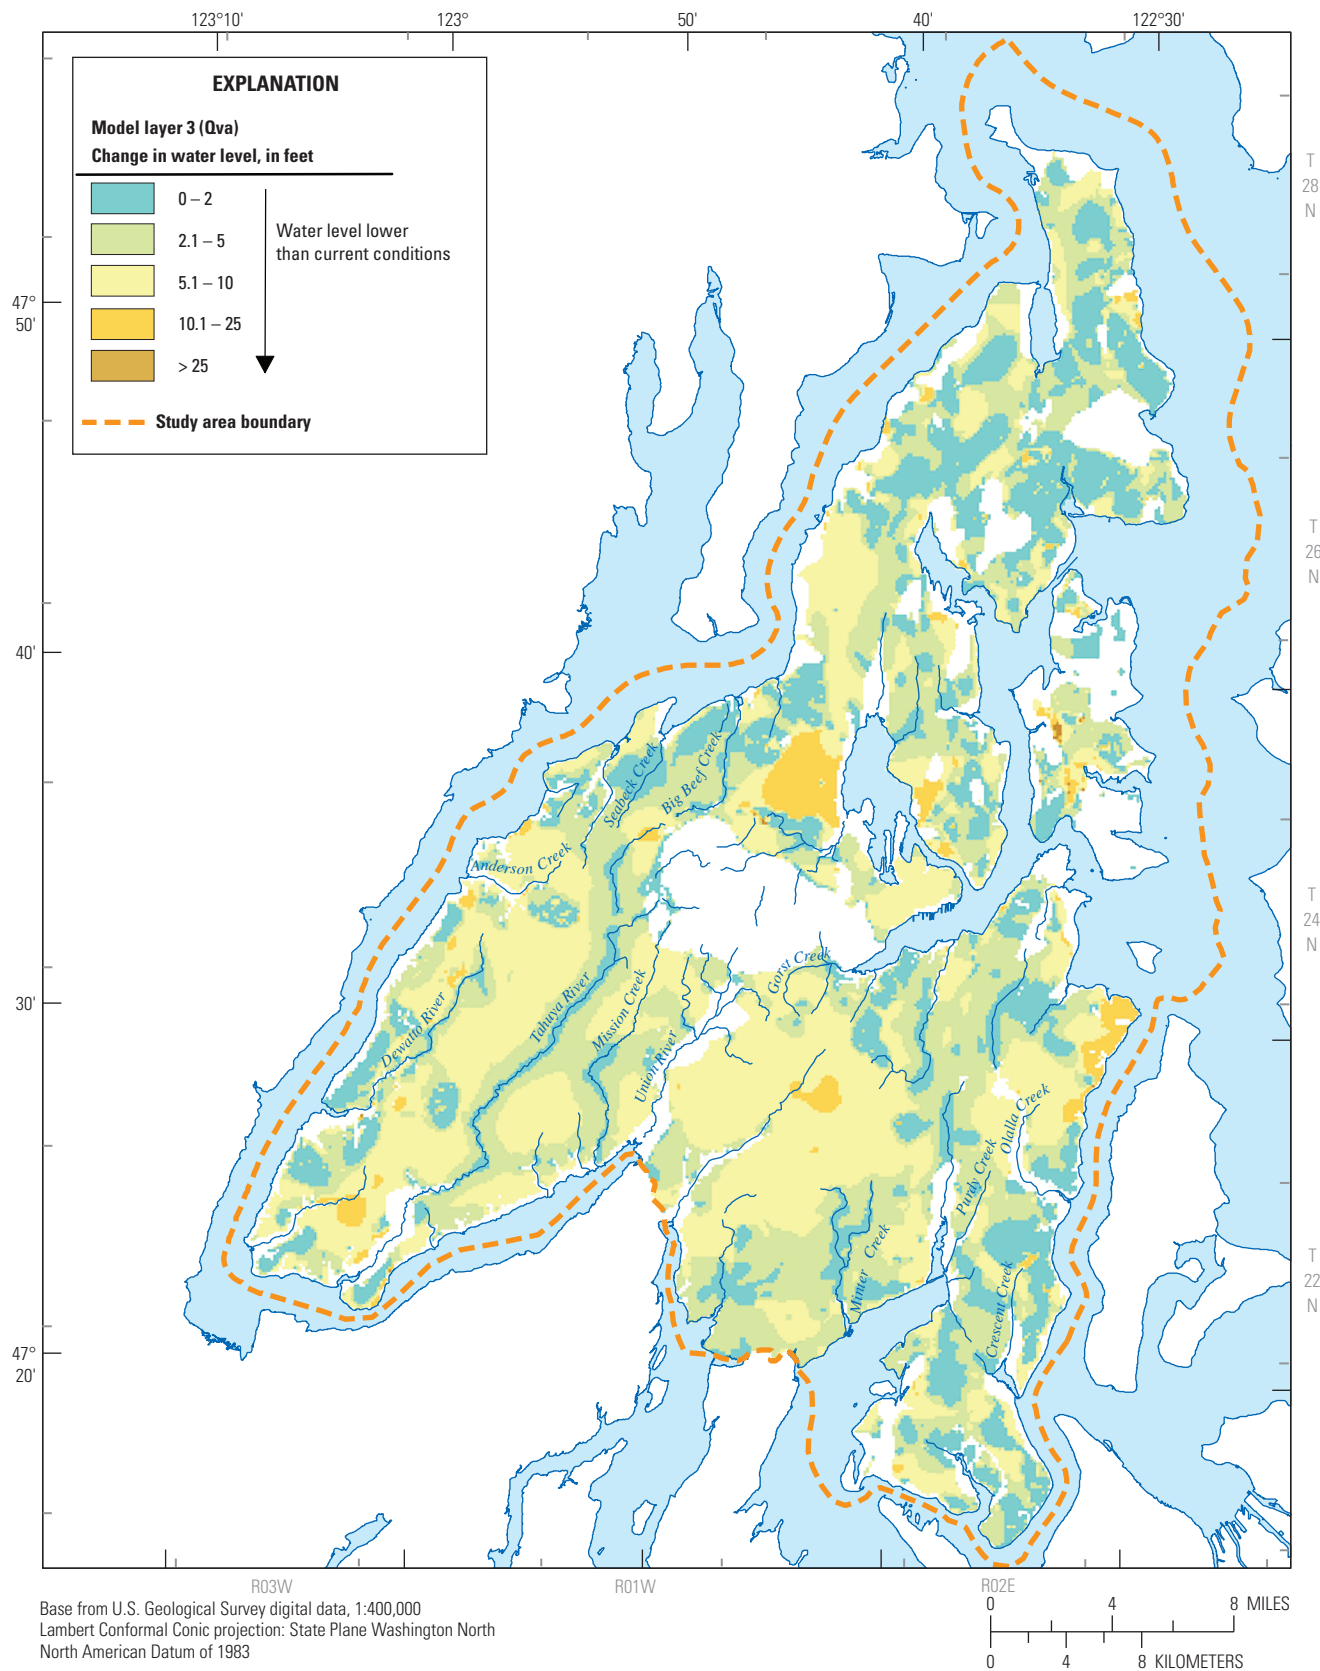 123°10'
123°
50'
40'
122°30'
EXPLANATION
Model layer 3 (Qva)
Change in water level, in feet
0 – 2
2.1 – 5
5.1 – 10
10.1 – 25
> 25
Water level lower
than current conditions
Study area boundary
T
28
N
47°
50'
T
26
N
40'
Seabeck Creek
Big Beef Creek
Anderson Creek
T
24
N
Gorst Creek
30'
Dewatto River
Tahuya River
Mission Creek
Union River
Olalla Creek
Purdy Creek
Minter Creek
Crescent Creek
T
22
N
47°
20'
R03W
R01W
R02E
Base from U.S. Geological Survey digital data, 1:400,000
Lambert Conformal Conic projection: State Plane Washington North
North American Datum of 1983
0 4 8 MILES
0 4 8 KILOMETERS